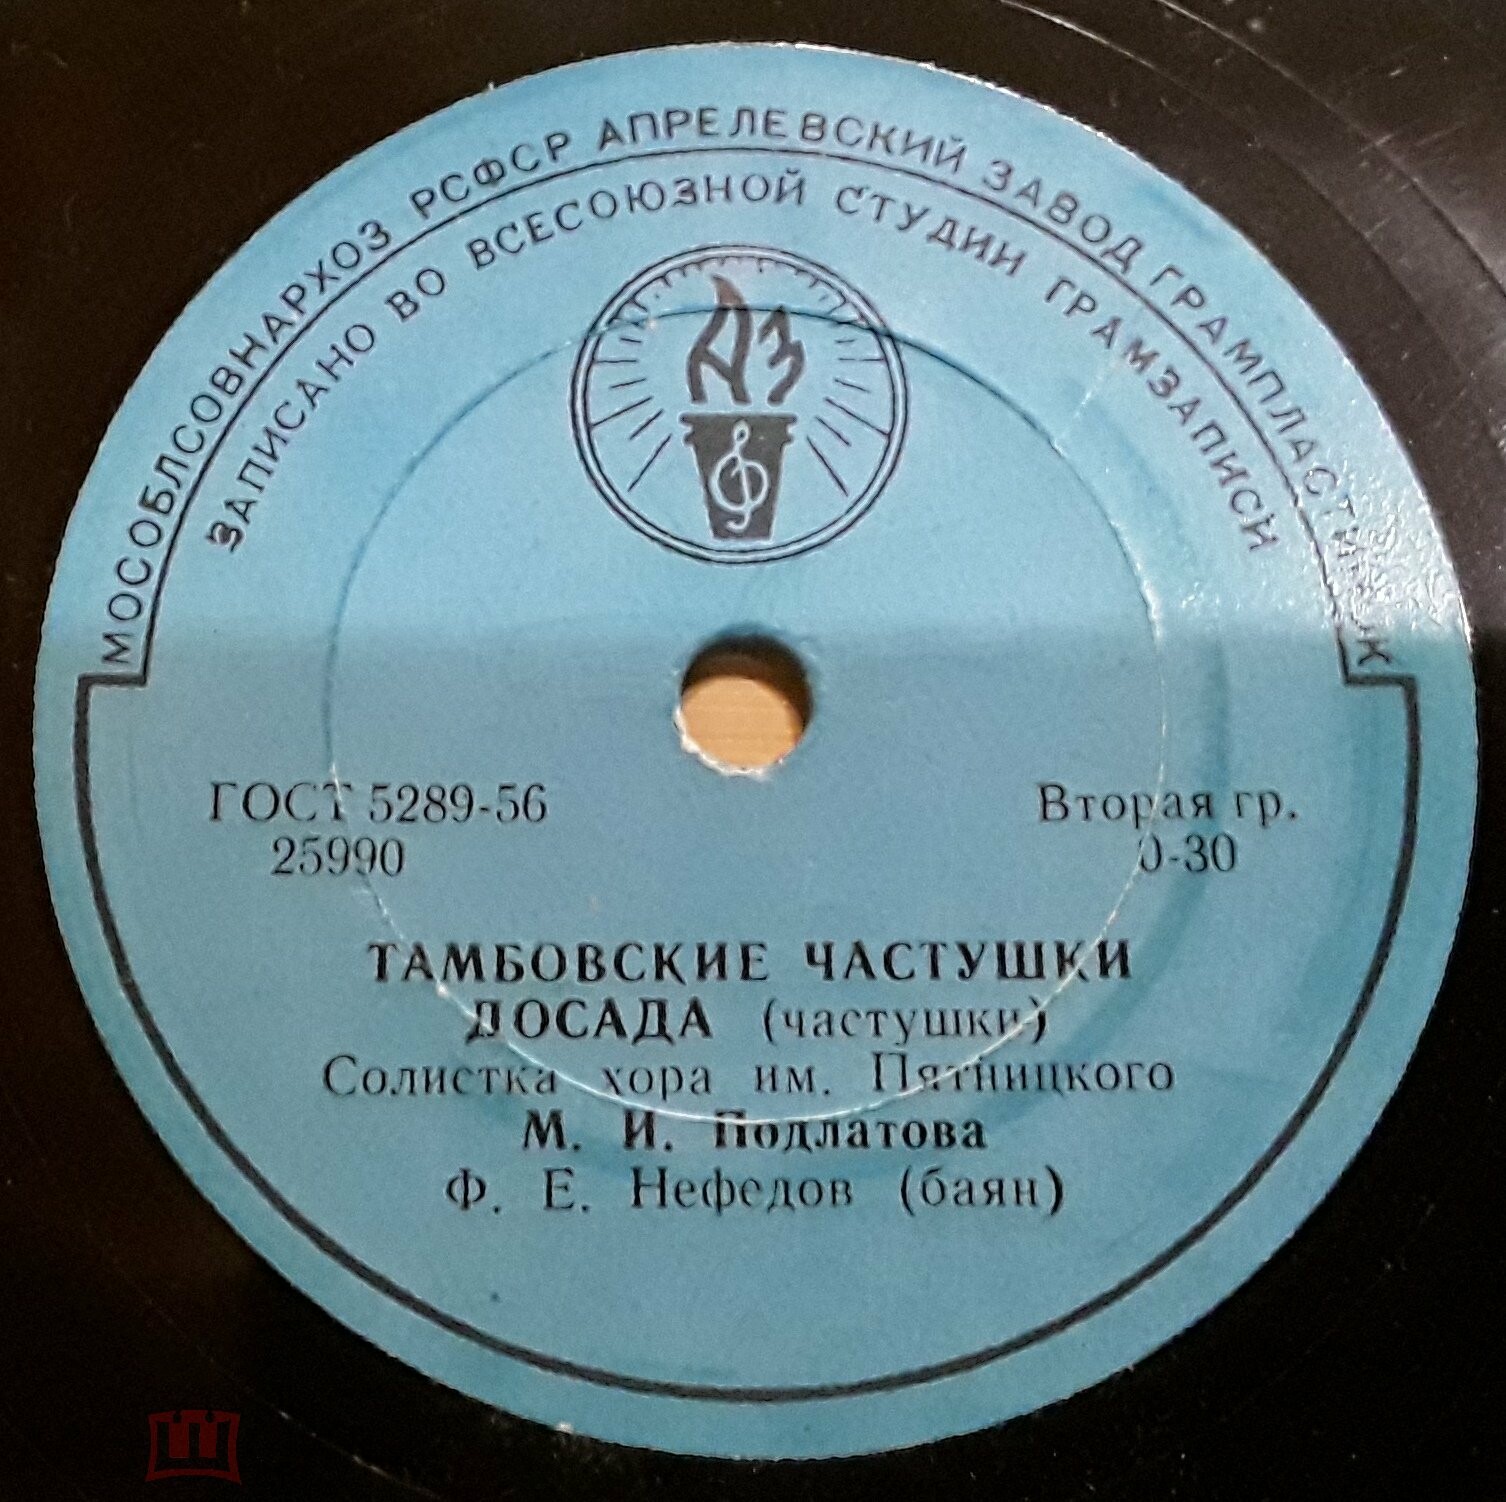 МОСОБЛСОВНАРХОЗ РСФСР АПРЕЛЕВСКИЙ ЗАВОД ГРАМПЛАСТИНОК
ЗАПИСАНО ВО ВСЕСОЮЗНОЙ СТУДИИ ГРАМЗАПИСИ
АЗ
ГОСТ 5289-56
25990
Вторая гр.
0-30
ТАМБОВСКИЕ ЧАСТУШКИ
ДОСАДА (частушки)
Солистка хора им. Пятницкого
М. И. Подлатова
Ф. Е. Нефедов (баян)